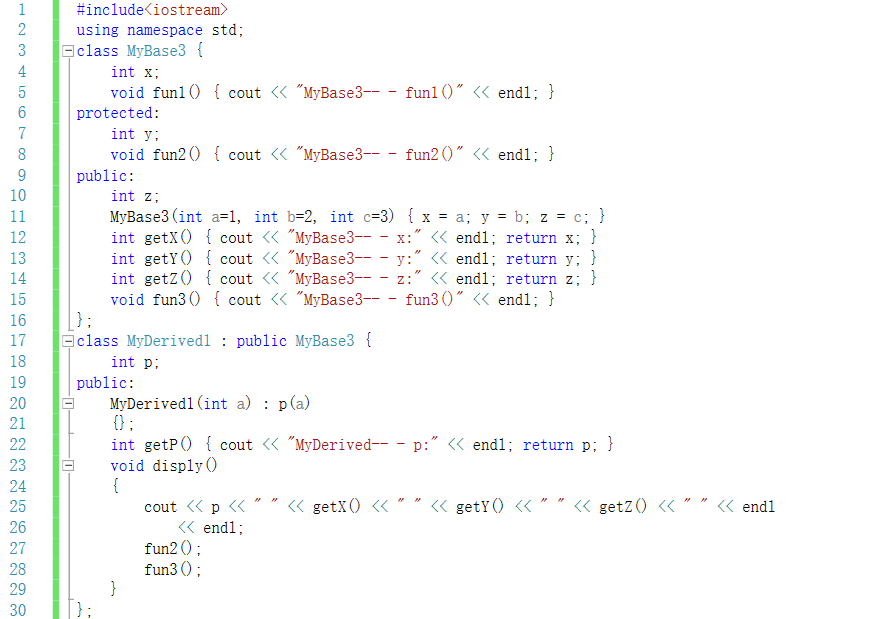 1 #include<iostream>
2 using namespace std;
3 class MyBase3 {
4 int x;
5 void fun1() { cout << "MyBase3-- - fun1()" << endl; }
6 protected:
7 int y;
8 void fun2() { cout << "MyBase3-- - fun2()" << endl; }
9 public:
10 int z;
11 MyBase3(int a=1, int b=2, int c=3) { x = a; y = b; z = c; }
12 int getX() { cout << "MyBase3-- - x:" << endl; return x; }
13 int getY() { cout << "MyBase3-- - y:" << endl; return y; }
14 int getZ() { cout << "MyBase3-- - z:" << endl; return z; }
15 void fun3() { cout << "MyBase3-- - fun3()" << endl; }
16 };
17 class MyDerived1 : public MyBase3 {
18 int p;
19 public:
20 MyDerived1(int a) : p(a)
21 {};
22 int getP() { cout << "MyDerived-- - p:" << endl; return p; }
23 void disply()
24 {
25 cout << p << " " << getX() << " " << getY() << " " << getZ() << " " << endl
26 << endl;
27 fun2();
28 fun3();
29 }
30 };